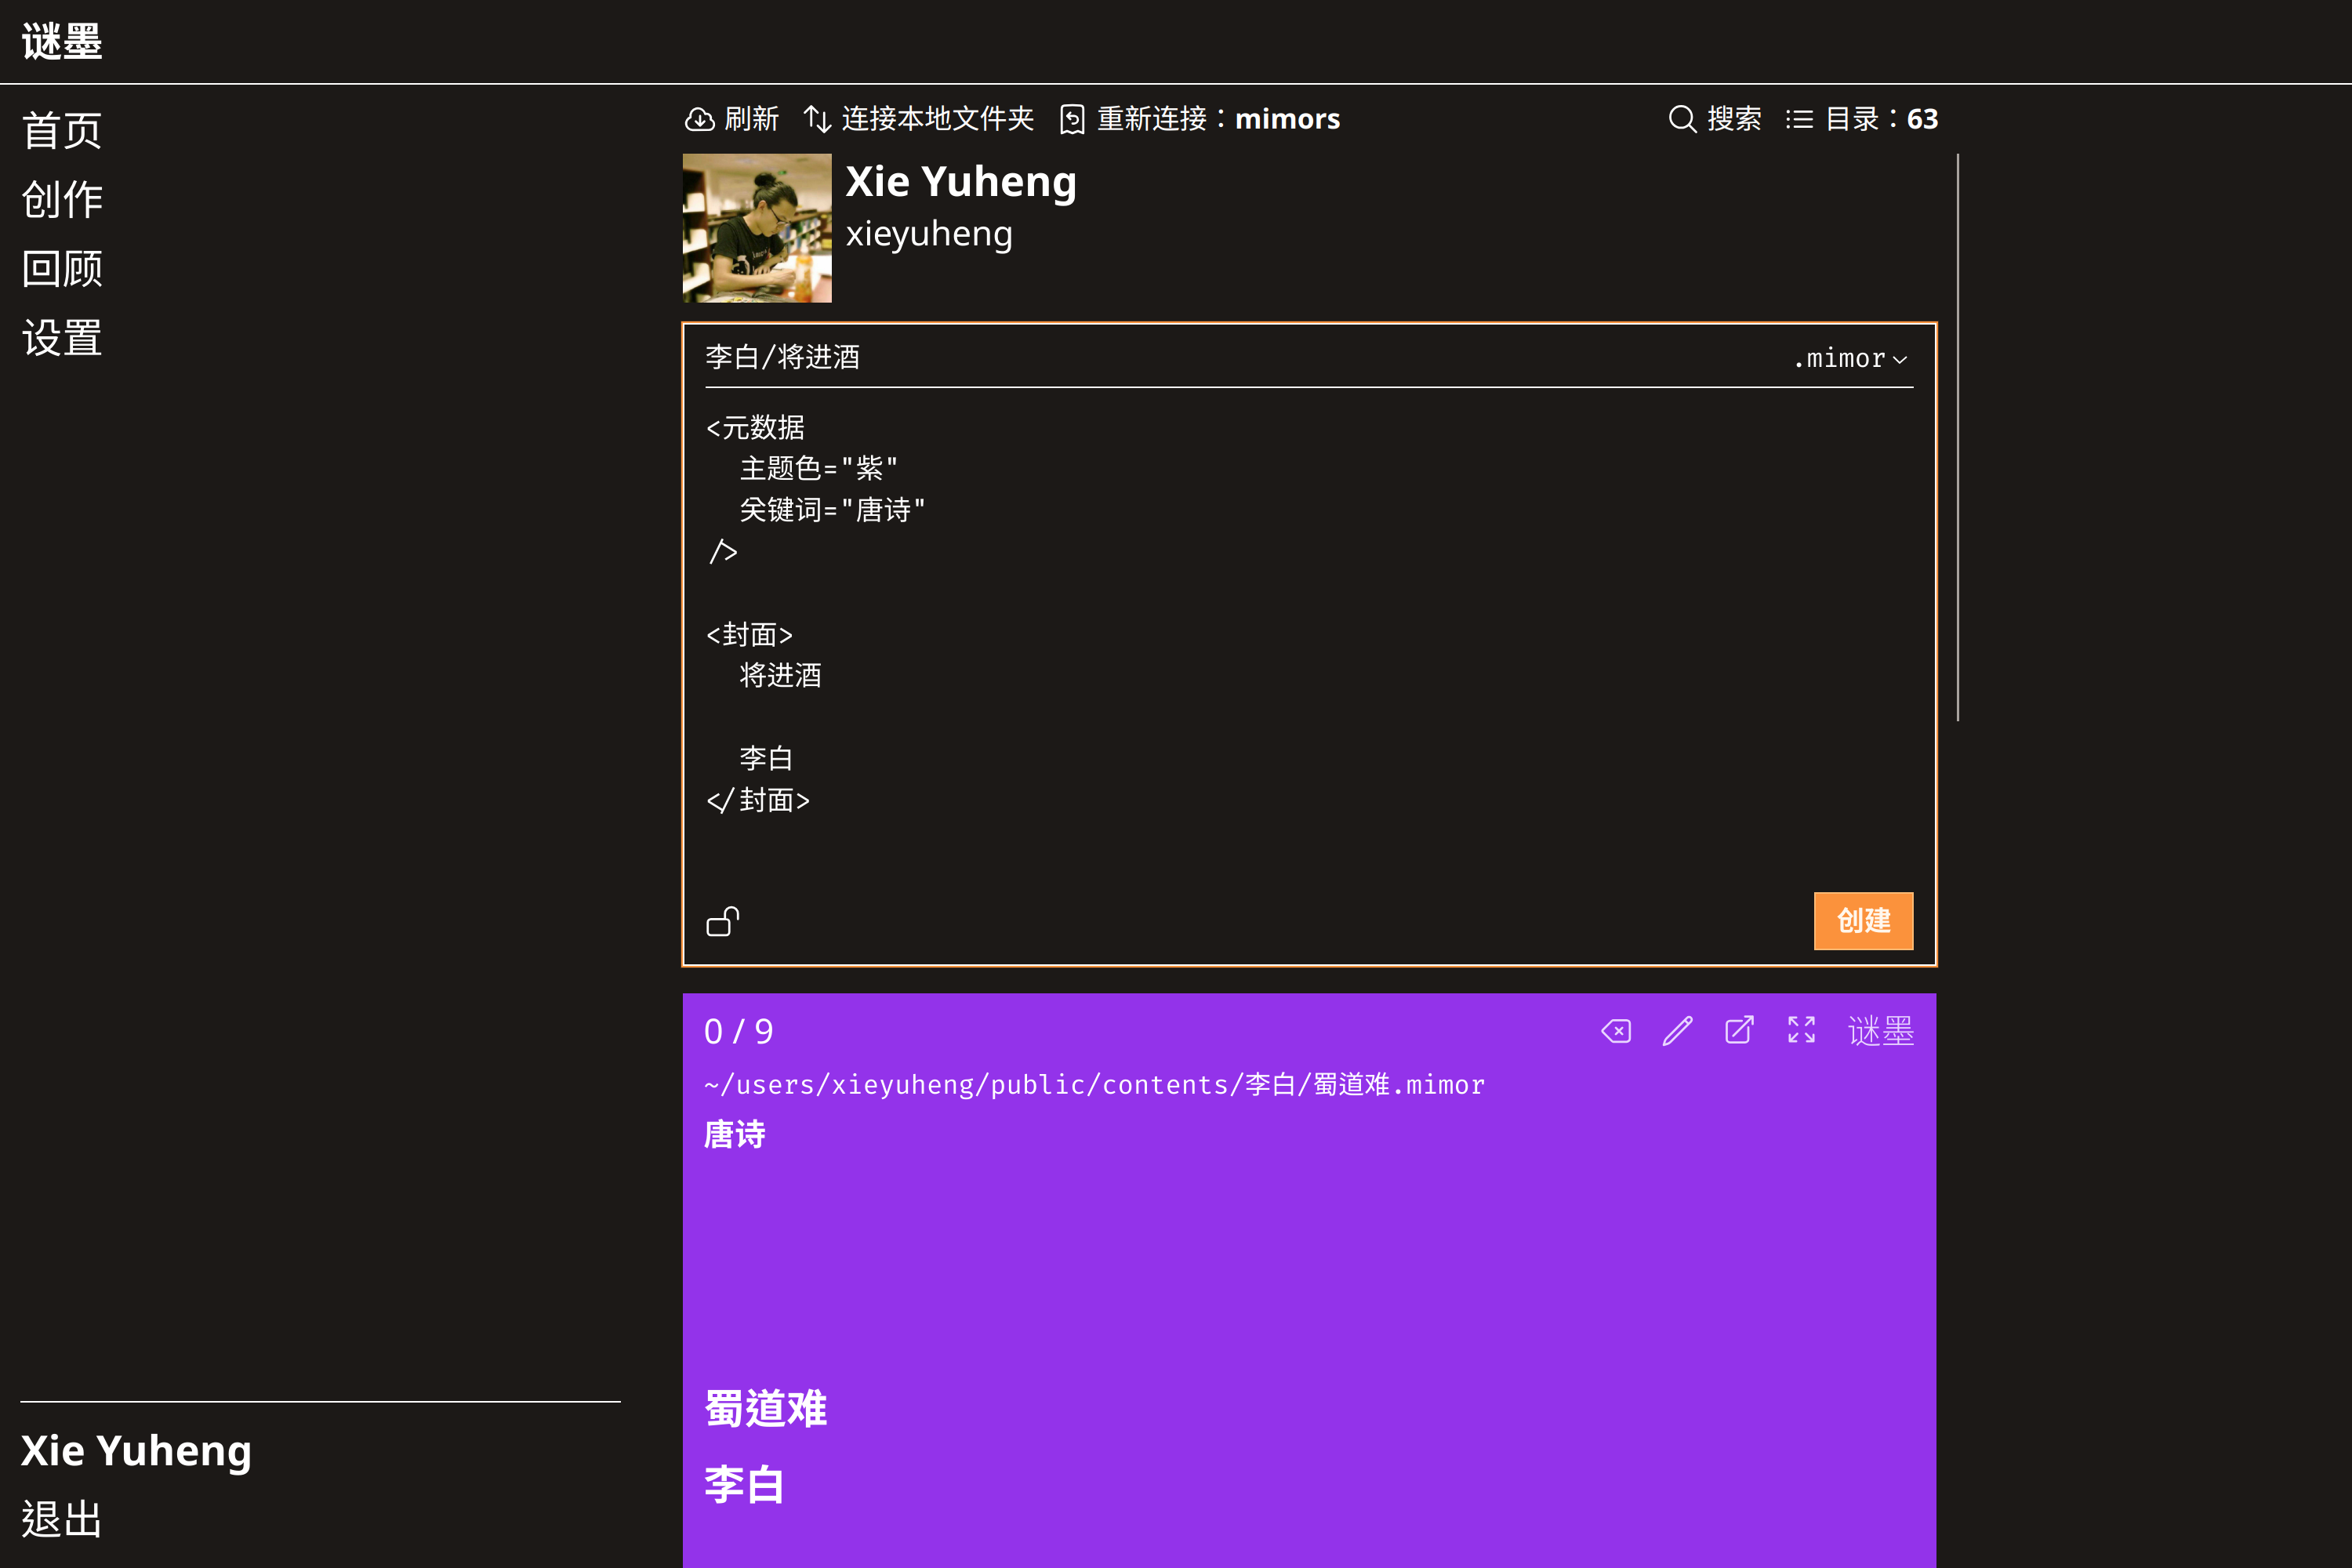 谜墨
首页
创作
回顾
设置
刷新 连接本地文件夹 重新连接：mimors 搜索 目录：63
Xie Yuheng
xieyuheng
李白/将进酒 .mimor
<元数据
主题色="紫"
关键词="唐诗"
/>
<封面>
将进酒
李白
</封面>
创建
0 / 9 谜墨
~/users/xieyuheng/public/contents/李白/蜀道难.mimor
唐诗
蜀道难
李白
Xie Yuheng
退出